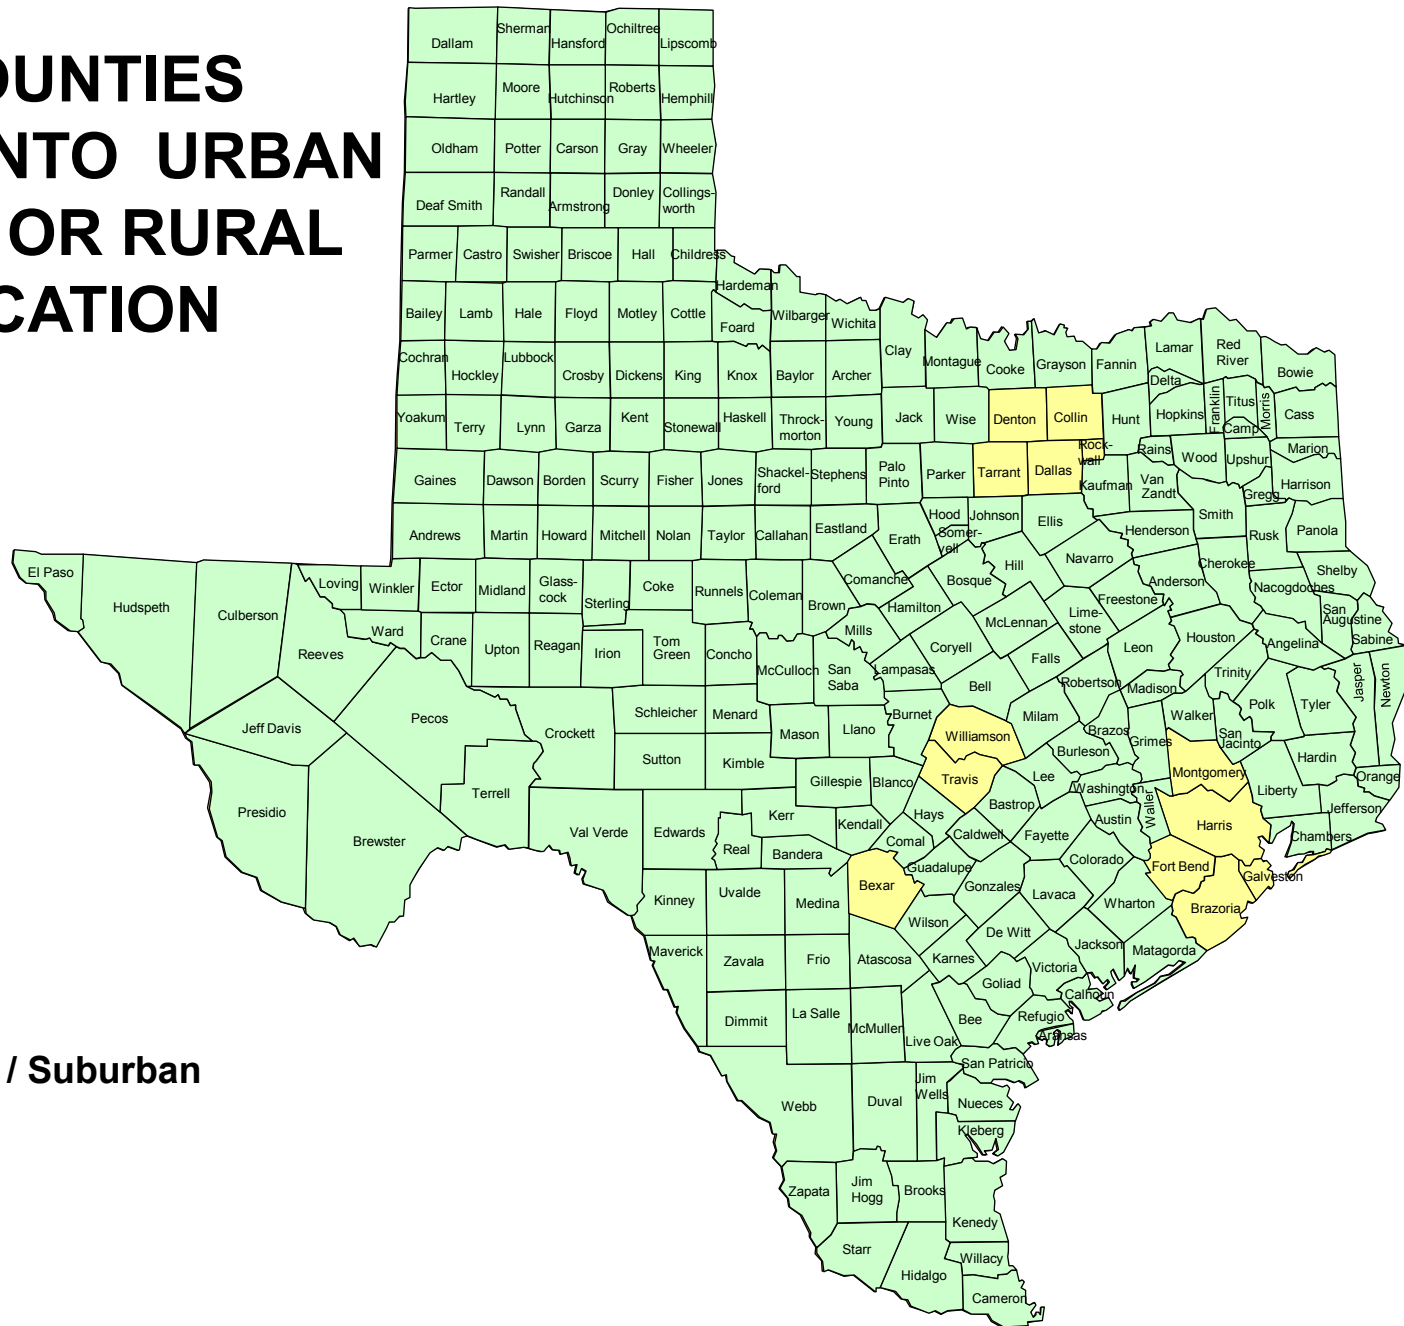 OUNTIES
NTO URBAN
OR RURAL
CATION
/ Suburban
Dallam
Sherman
Hansford
Ochiltree
Lipscomb
Hartley
Moore
Hutchinson
Roberts
Hemphill
Oldham
Potter
Carson
Gray
Wheeler
Deaf Smith
Randall
Armstrong
Donley
Collings-
worth
Parmer
Castro
Swisher
Briscoe
Hall
Childress
Hardeman
Bailey
Lamb
Hale
Floyd
Motley
Cottle
Foard
Wilbarger
Wichita
Clay
Montague
Cooke
Grayson
Fannin
Lamar
Red
River
Bowie
Cochran
Hockley
Lubbock
Crosby
Dickens
King
Knox
Baylor
Archer
Delta
Yoakum
Terry
Lynn
Garza
Kent
Stonewall
Haskell
Throck-
morton
Young
Jack
Wise
Denton
Collin
Hunt
Hopkins
Franklin
Titus
Camp
Morris
Cass
Marion
Gaines
Dawson
Borden
Scurry
Fisher
Jones
Shackel-
ford
Stephens
Palo
Pinto
Parker
Tarrant
Dallas
Rock-
wall
Kaufman
Rains
Wood
Upshur
Van
Zandt
Gregg
Harrison
Andrews
Martin
Howard
Mitchell
Nolan
Taylor
Callahan
Eastland
Erath
Hood
Somer-
vell
Johnson
Ellis
Henderson
Smith
Rusk
Panola
El Paso
Hudspeth
Culberson
Loving
Winkler
Ector
Midland
Glass-
cock
Sterling
Coke
Runnels
Coleman
Brown
Comanche
Bosque
Hill
Navarro
Anderson
Cherokee
Nacogdoches
Shelby
Reeves
Ward
Crane
Upton
Reagan
Irion
Tom
Green
Concho
McCulloch
San
Saba
Mills
Hamilton
Lampasas
Coryell
McLennan
Lime-
stone
Freestone
Falls
Leon
Houston
Angelina
San
Augustine
Sabine
Jeff Davis
Pecos
Crockett
Schleicher
Menard
Mason
Llano
Burnet
Bell
Milam
Robertson
Madison
Trinity
Walker
Polk
Tyler
Jasper
Newton
Sutton
Kimble
Williamson
Brazos
Grimes
San
Jacinto
Hardin
Presidio
Brewster
Terrell
Val Verde
Edwards
Gillespie
Blanco
Travis
Lee
Burleson
Washington
Montgomery
Liberty
Orange
Jefferson
Chambers
Kerr
Real
Bandera
Kendall
Hays
Comal
Caldwell
Bastrop
Fayette
Austin
Waller
Harris
Kinney
Uvalde
Medina
Bexar
Guadalupe
Gonzales
Lavaca
Colorado
Fort Bend
Galveston
Wharton
Brazoria
Maverick
Zavala
Frio
Atascosa
Wilson
Karnes
De Witt
Jackson
Matagorda
Victoria
Goliad
Calhoun
Dimmit
La Salle
McMullen
Live Oak
Bee
Refugio
Aransas
San Patricio
Webb
Duval
Jim
Wells
Nueces
Kleberg
Zapata
Jim
Hogg
Brooks
Kenedy
Starr
Hidalgo
Willacy
Cameron